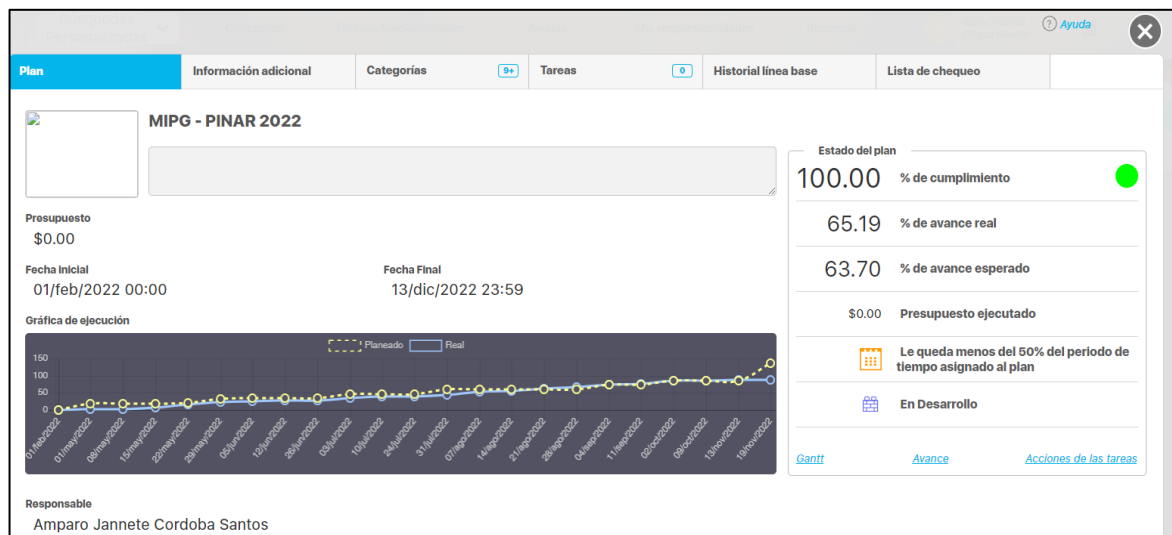 Ayuda
Plan
Información adicional
Categorías
9+
Tareas
0
Historial línea base
Lista de chequeo
MIPG - PINAR 2022
Presupuesto
$0.00
Fecha Inicial
01/feb/2022 00:00
Fecha Final
13/dic/2022 23:59
Gráfica de ejecución
Planeado
Real
150
100
50
0
01/feb/2022
01/may/2022
08/may/2022
15/may/2022
22/may/2022
29/may/2022
05/jun/2022
12/jun/2022
26/jun/2022
03/jul/2022
10/jul/2022
24/jul/2022
31/jul/2022
07/ago/2022
14/ago/2022
21/ago/2022
28/ago/2022
04/sep/2022
11/sep/2022
02/oct/2022
09/oct/2022
13/nov/2022
19/nov/2022
Estado del plan
100.00 % de cumplimiento
65.19 % de avance real
63.70 % de avance esperado
$0.00 Presupuesto ejecutado
Le queda menos del 50% del periodo de
tiempo asignado al plan
En Desarrollo
Gantt
Avance
Acciones de las tareas
Responsable
Amparo Jannete Cordoba Santos